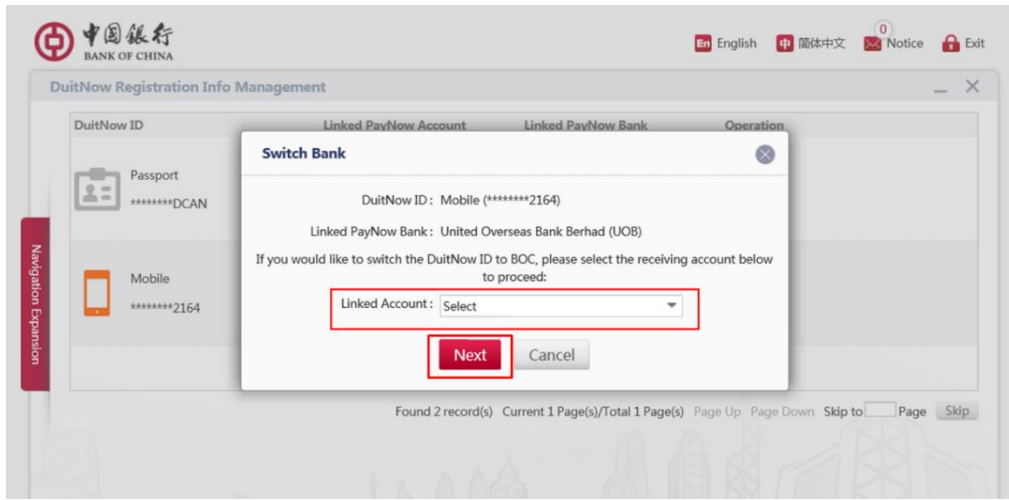 中国银行
BANK OF CHINA
En English 中 简体中文 0 Notice Exit
DuitNow Registration Info Management
DuitNow ID Linked PayNow Account Linked PayNow Bank Operation
Switch Bank
Passport
********DCAN
DuitNow ID : Mobile (********2164)
Linked PayNow Bank : United Overseas Bank Berhad (UOB)
If you would like to switch the DuitNow ID to BOC, please select the receiving account below
to proceed:
Mobile
********2164
Linked Account : Select
Next Cancel
Navigation Expansion
Found 2 record(s) Current 1 Page(s)/Total 1 Page(s) Page Up Page Down Skip to Page Skip